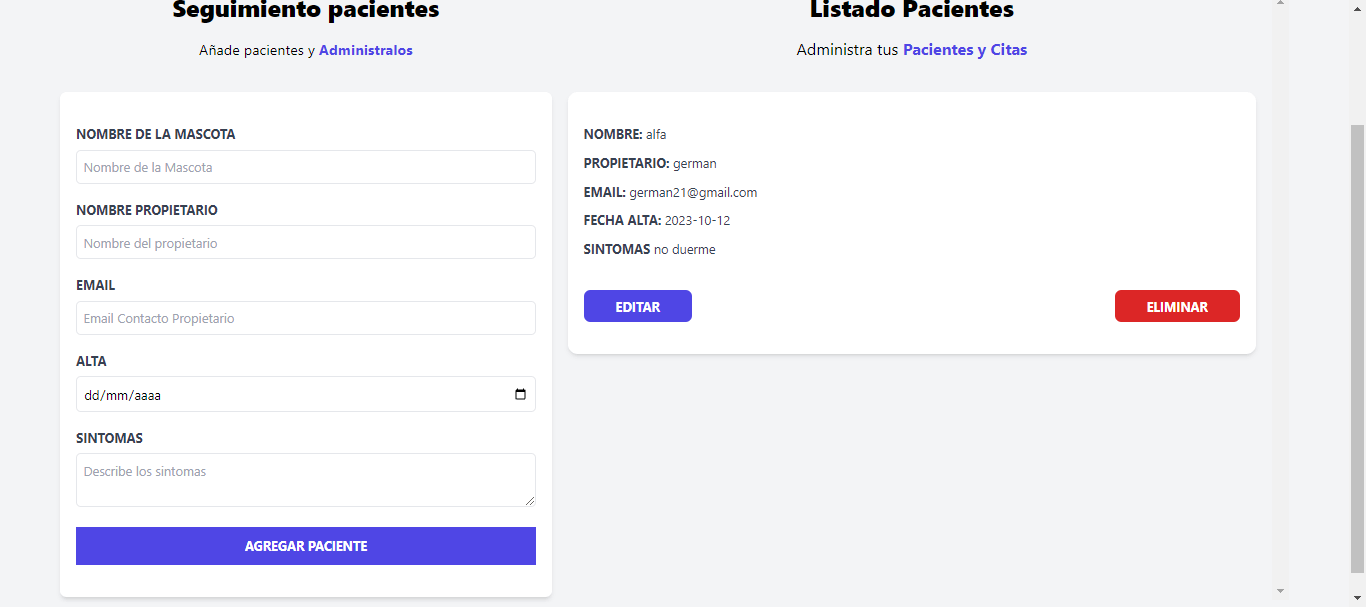 Seguimiento pacientes
Añade pacientes y Administralos
NOMBRE DE LA MASCOTA
Nombre de la Mascota
NOMBRE PROPIETARIO
Nombre del propietario
EMAIL
Email Contacto Propietario
ALTA
dd/mm/aaaa
SINTOMAS
Describe los sintomas
AGREGAR PACIENTE
Listado Pacientes
Administra tus Pacientes y Citas
NOMBRE: alfa
PROPIETARIO: german
EMAIL: german21@gmail.com
FECHA ALTA: 2023-10-12
SINTOMAS no duerme
EDITAR
ELIMINAR